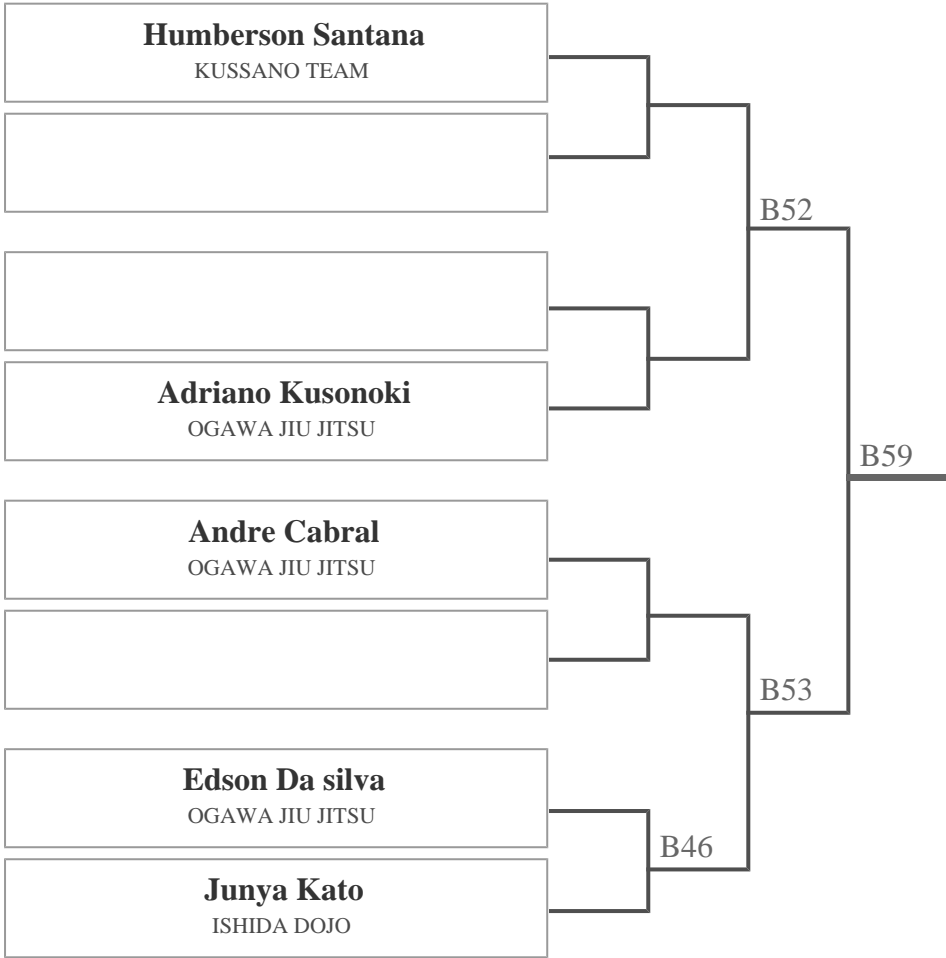 Humberson Santana
KUSSANO TEAM
B52
Adriano Kusonoki
OGAWA JIU JITSU
B59
Andre Cabral
OGAWA JIU JITSU
B53
Edson Da silva
OGAWA JIU JITSU
B46
Junya Kato
ISHIDA DOJO